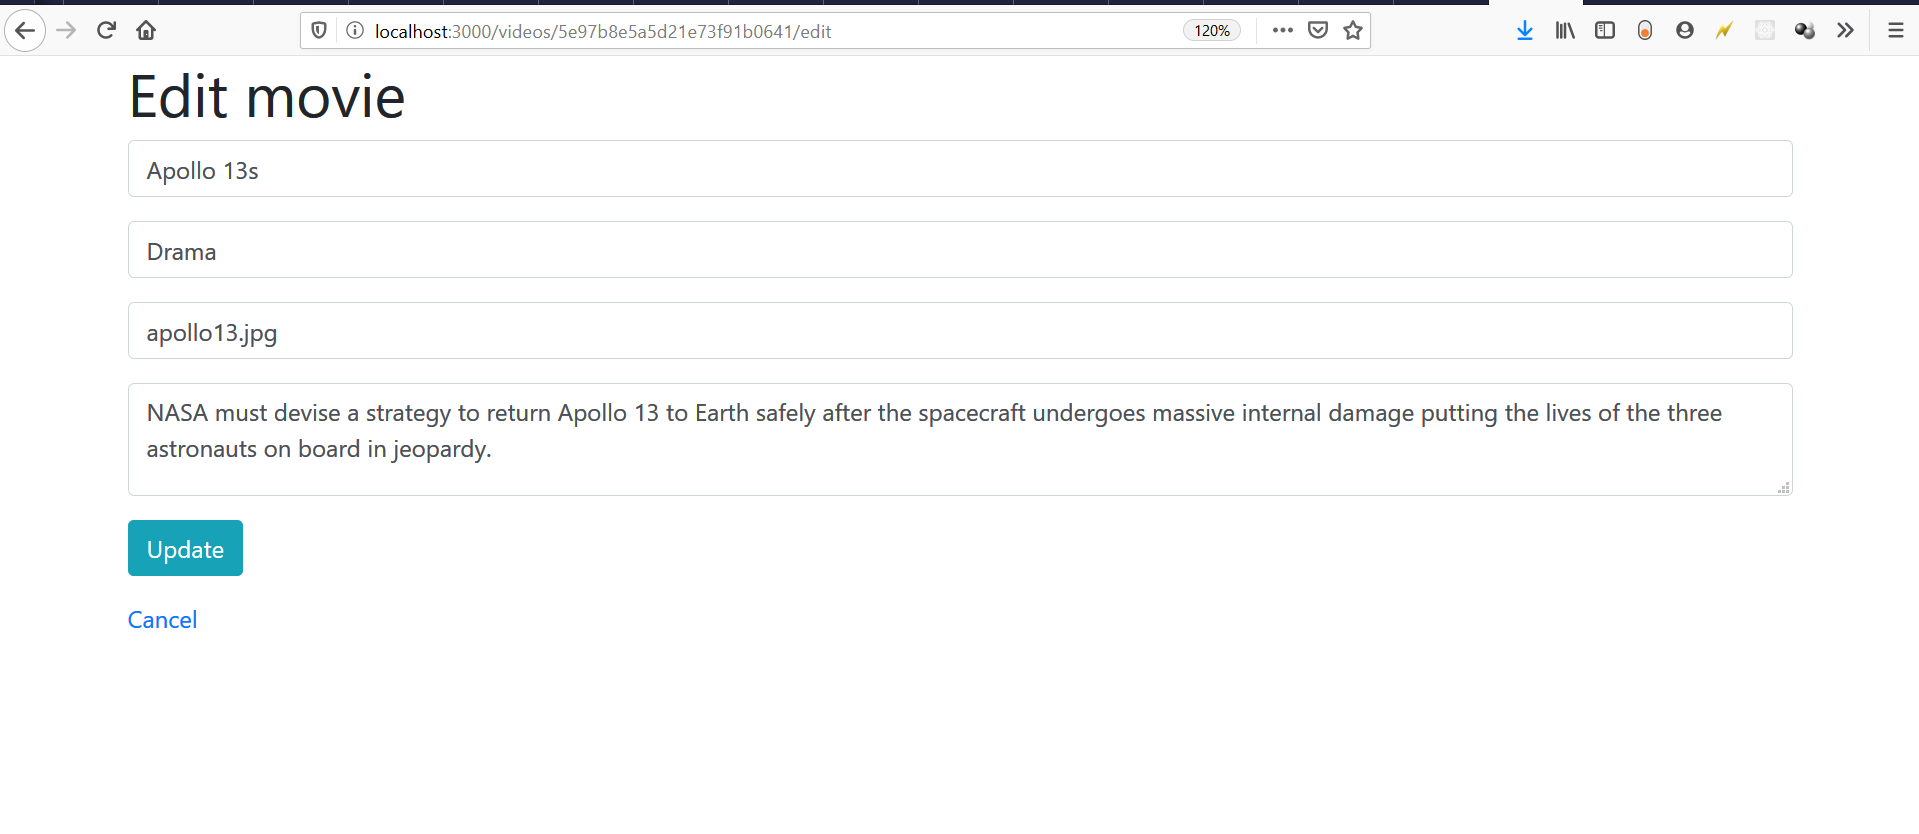 localhost:3000/videos/5e97b8e5a5d21e73f91b0641/edit
120%
Edit movie
Apollo 13s
Drama
apollo13.jpg
NASA must devise a strategy to return Apollo 13 to Earth safely after the spacecraft undergoes massive internal damage putting the lives of the three
astronauts on board in jeopardy.
Update
Cancel